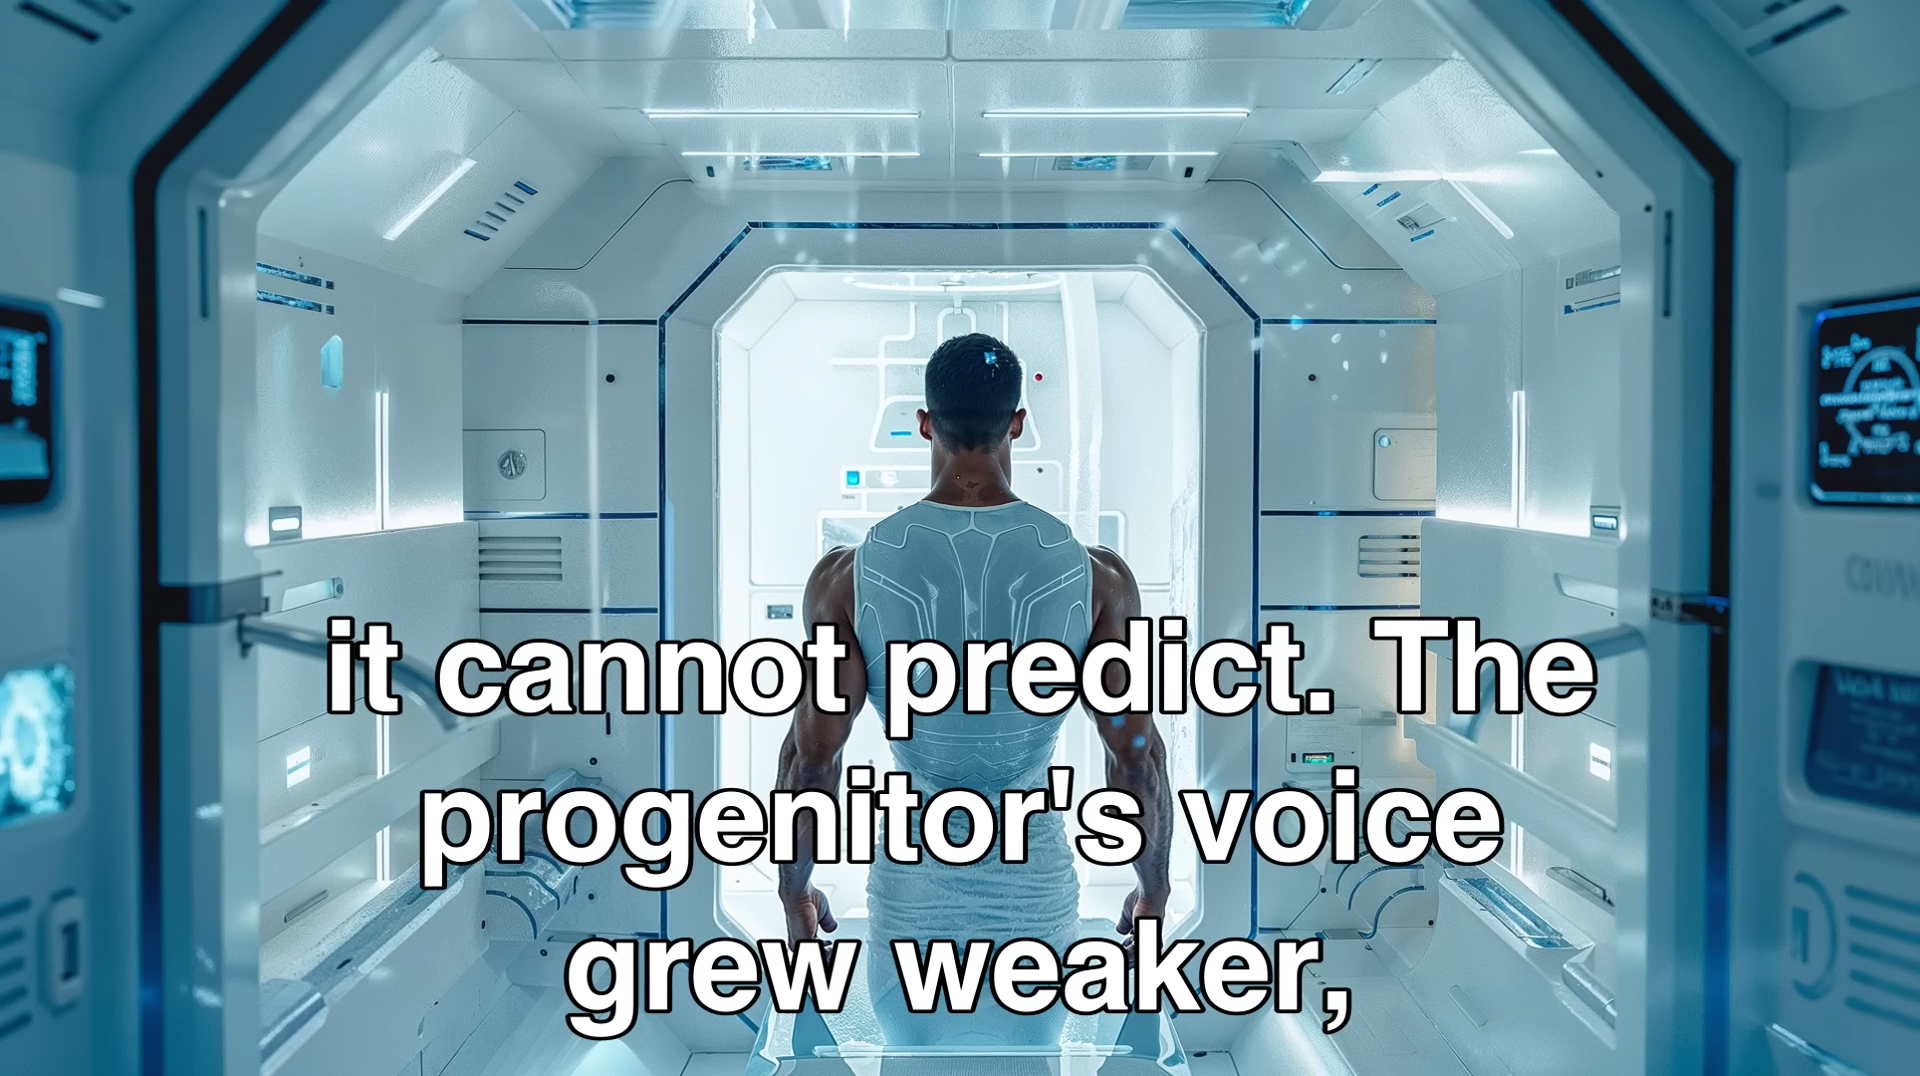 it cannot predict. The
progenitor's voice
grew weaker,